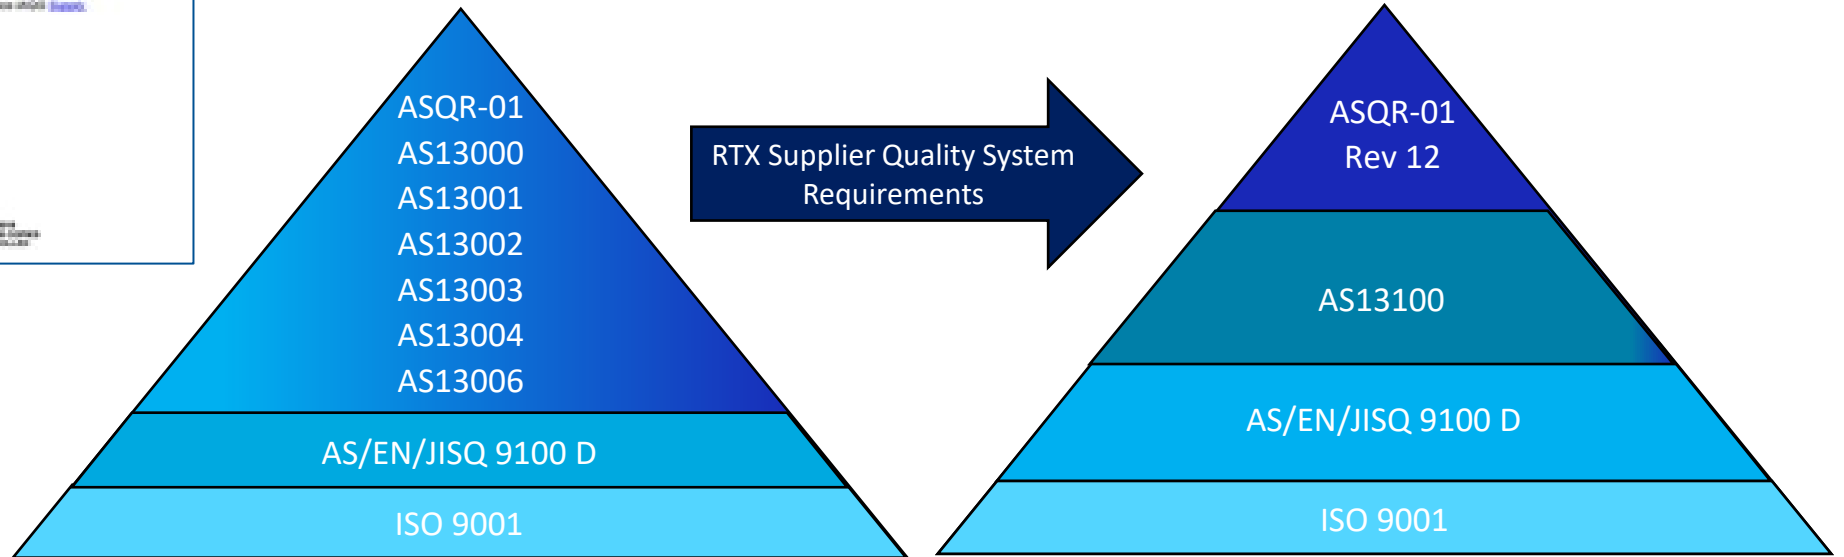 ASQR-01
AS13000
AS13001
AS13002
AS13003
AS13004
AS13006
AS/EN/JISQ 9100 D
ISO 9001
RTX Supplier Quality System
Requirements
ASQR-01
Rev 12
AS13100
AS/EN/JISQ 9100 D
ISO 9001